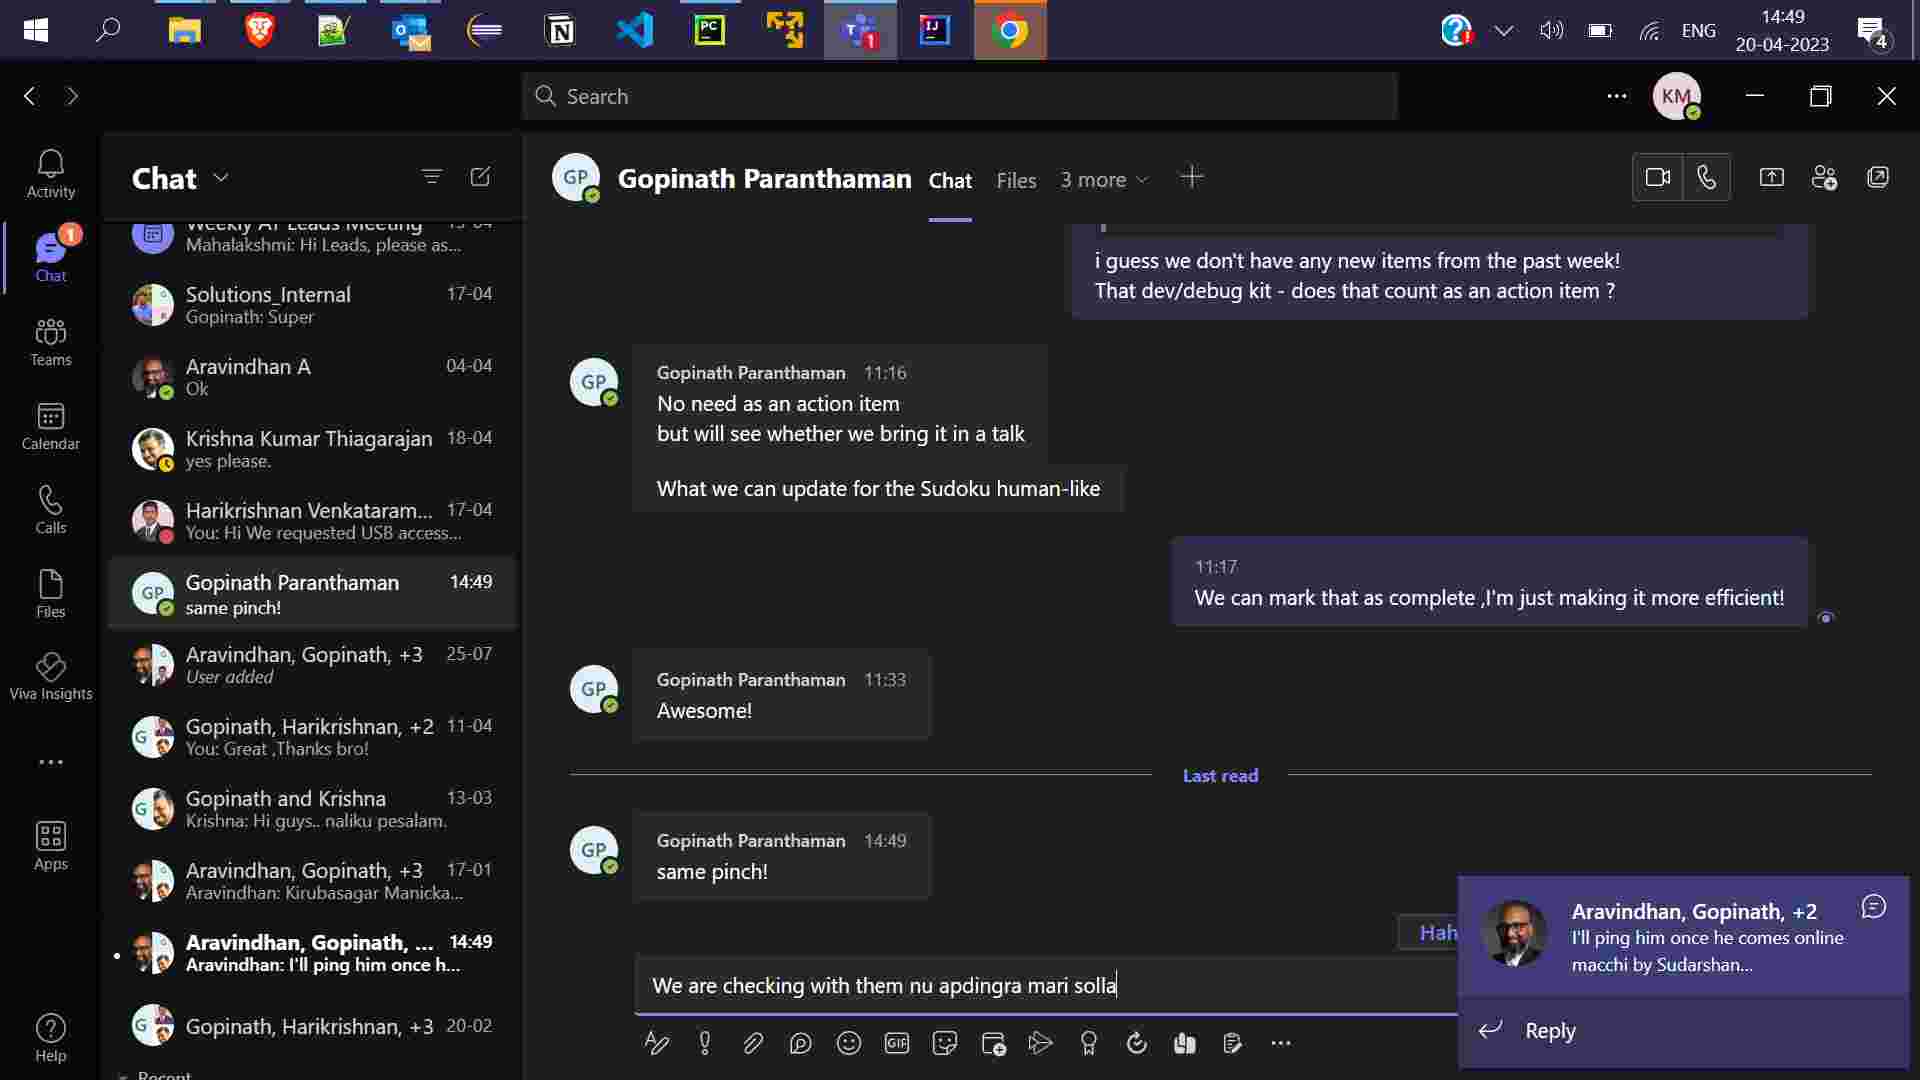 PC
N
T 1
IJ
ENG
14:49
20-04-2023
4
Search
KM
Activity
1
Chat
Teams
Calendar
Calls
Files
Viva Insights
Apps
Help
Chat
Weekly AT Leads Meeting
Mahalakshmi: Hi Leads, please as...
Solutions_Internal 17-04
Gopinath: Super
Aravindhan A 04-04
Ok
Krishna Kumar Thiagarajan 18-04
yes please.
Harikrishnan Venkataram... 17-04
You: Hi We requested USB access...
GP Gopinath Paranthaman 14:49
same pinch!
Aravindhan, Gopinath, +3 25-07
User added
Gopinath, Harikrishnan, +2 11-04
You: Great ,Thanks bro!
Gopinath and Krishna 13-03
Krishna: Hi guys.. naliku pesalam.
Aravindhan, Gopinath, +3 17-01
Aravindhan: Kirubasagar Manicka...
Aravindhan, Gopinath, ... 14:49
Aravindhan: I'll ping him once h...
Gopinath, Harikrishnan, +3 20-02
Recent
GP Gopinath Paranthaman Chat Files 3 more
i guess we don't have any new items from the past week!
That dev/debug kit - does that count as an action item ?
GP Gopinath Paranthaman 11:16
No need as an action item
but will see whether we bring it in a talk
What we can update for the Sudoku human-like
11:17
We can mark that as complete ,I'm just making it more efficient!
GP Gopinath Paranthaman 11:33
Awesome!
Last read
GP Gopinath Paranthaman 14:49
same pinch!
Hah
We are checking with them nu apdingra mari solla
GIF
Aravindhan, Gopinath, +2
I'll ping him once he comes online
macchi by Sudarshan...
Reply